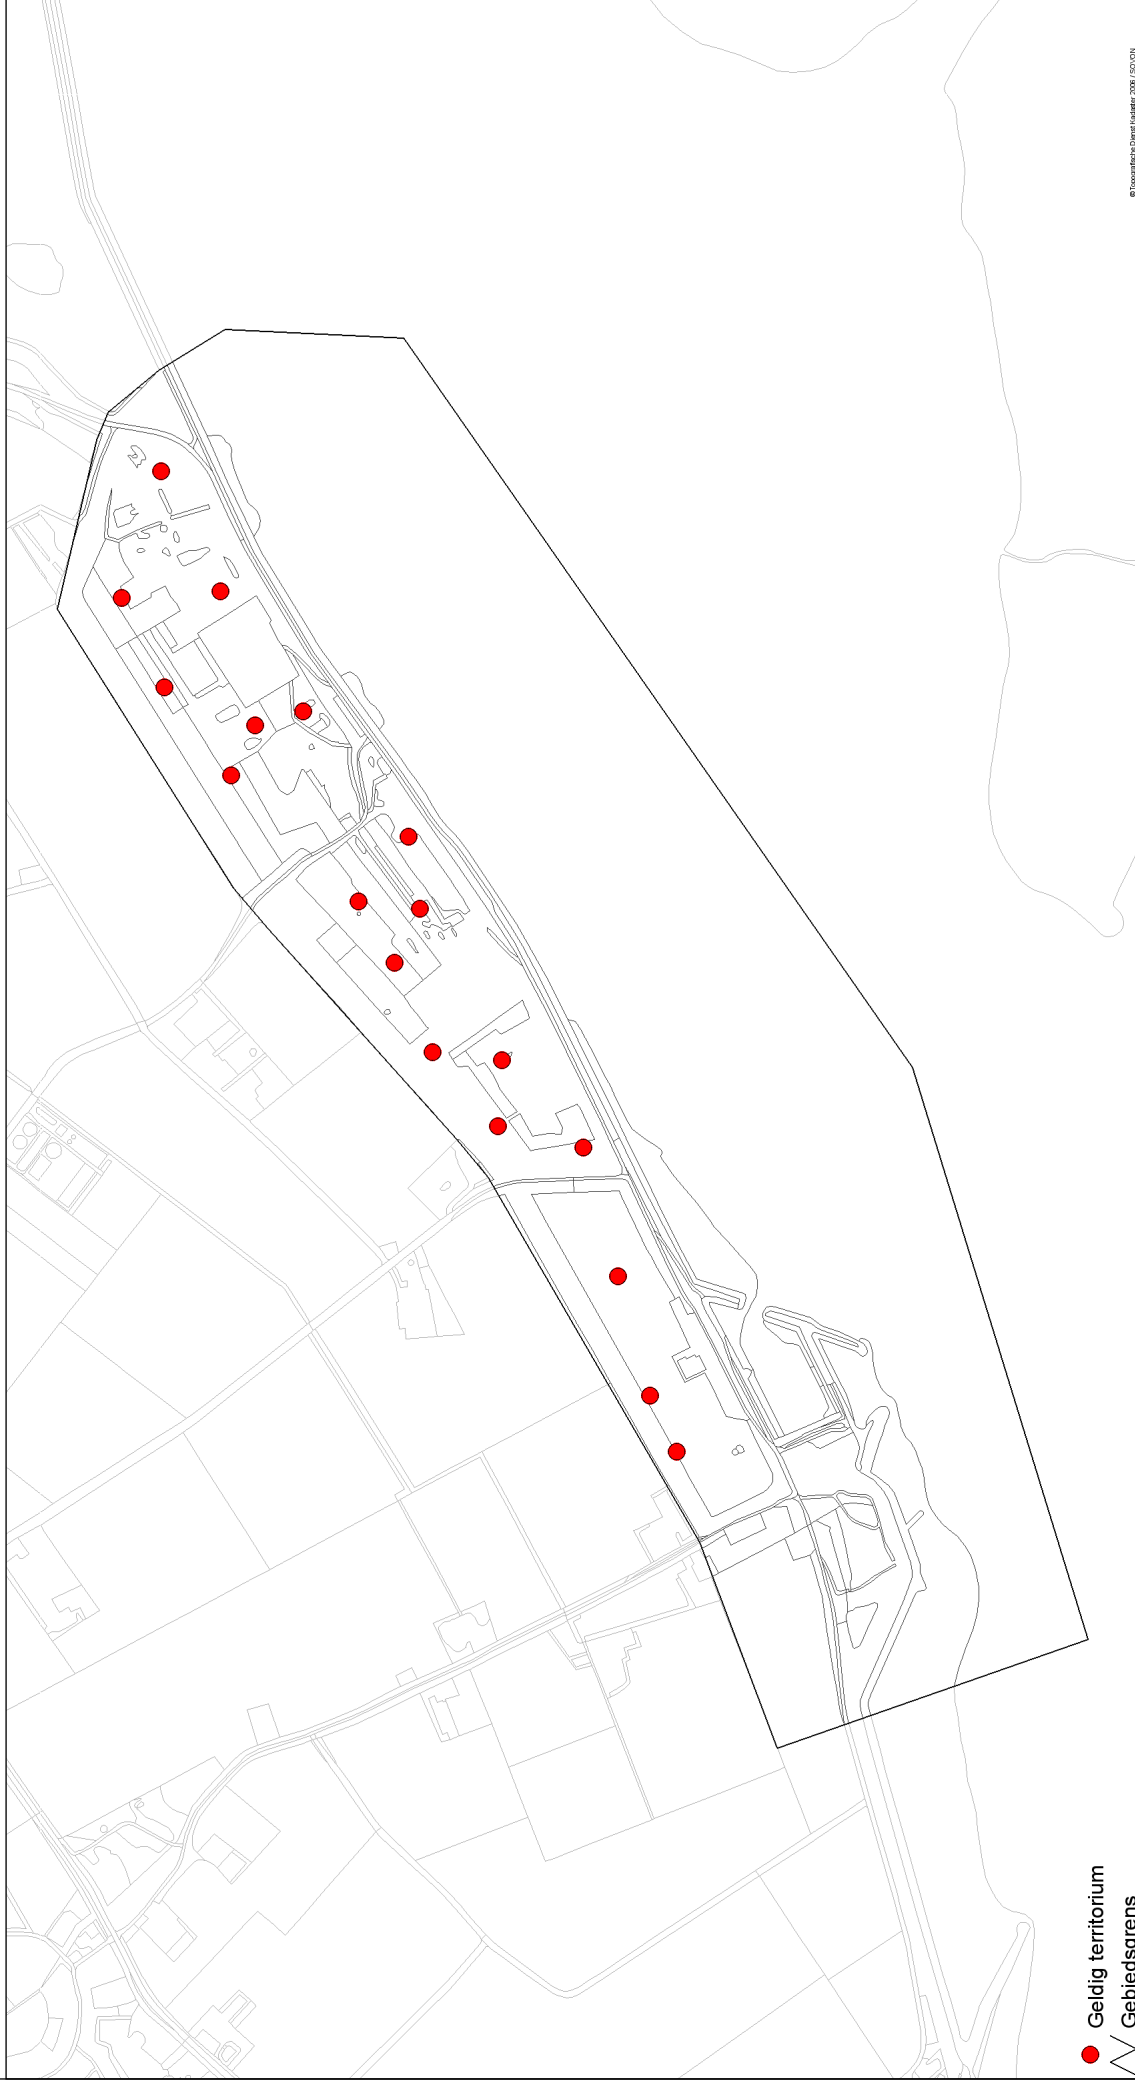 © Topografische Dienst Kadaster 2006 / SOVON
Geldig territorium
Gebiedsgrens